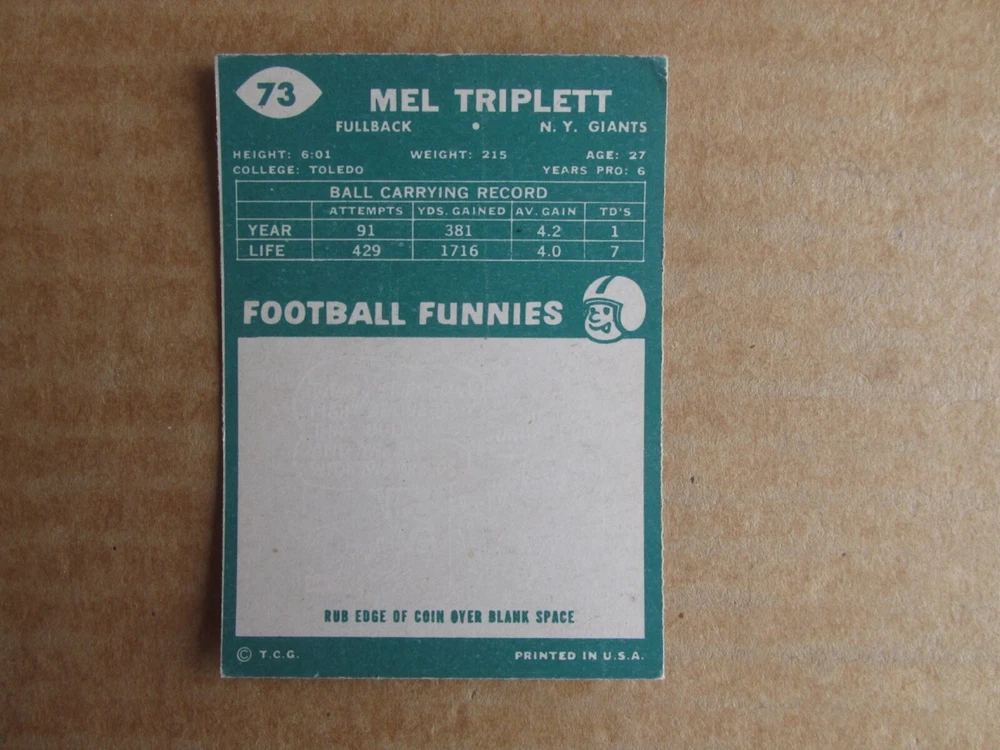 73
MEL TRIPLETT
FULLBACK • N. Y. GIANTS
HEIGHT: 6:01 WEIGHT: 215 AGE: 27
COLLEGE: TOLEDO YEARS PRO: 6
BALL CARRYING RECORD
ATTEMPTS YDS. GAINED AV. GAIN TD'S
YEAR 91 381 4.2 1
LIFE 429 1716 4.0 7
FOOTBALL FUNNIES
RUB EDGE OF COIN OVER BLANK SPACE
© T.C.G. PRINTED IN U.S.A.